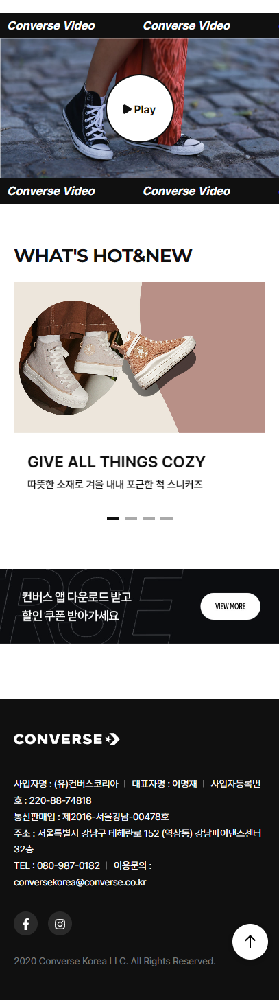 Converse Video Converse Video
Play
Converse Video Converse Video
WHAT'S HOT&NEW
GIVE ALL THINGS COZY
따뜻한 소재로 겨울 내내 포근한 척 스니커즈
컨버스 앱 다운로드 받고
할인 쿠폰 받아가세요
VIEW MORE
RSE
CONVERSE
사업자명 : (유)컨버스코리아 | 대표자명 : 이명재 | 사업자등록번
호 : 220-88-74818
통신판매업 : 제2016-서울강남-00478호
주소 : 서울특별시 강남구 테헤란로 152 (역삼동) 강남파이낸스센터
32층
TEL : 080-987-0182 | 이용문의 :
conversekorea@converse.co.kr
2020 Converse Korea LLC. All Rights Reserved.